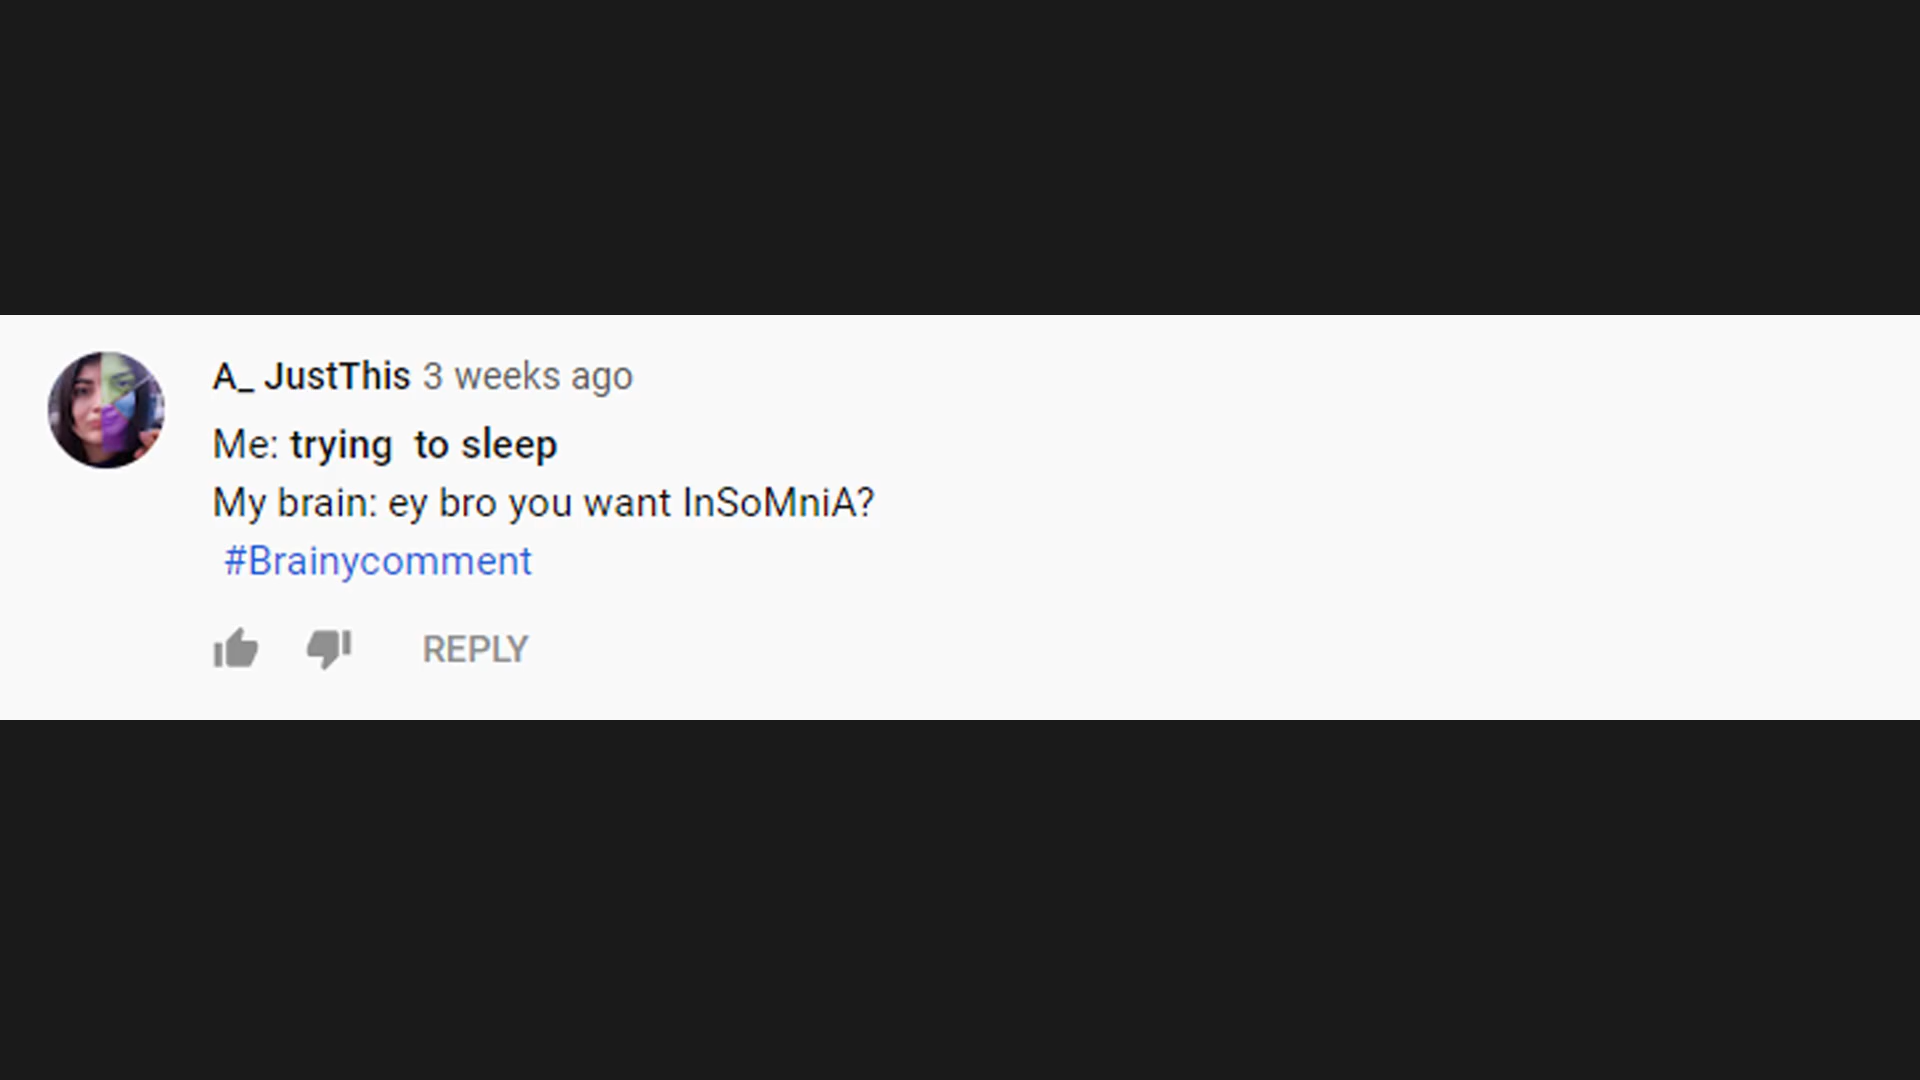 A_ JustThis 3 weeks ago
Me: trying  to sleep
My brain: ey bro you want InSoMniA?
#Brainycomment
REPLY